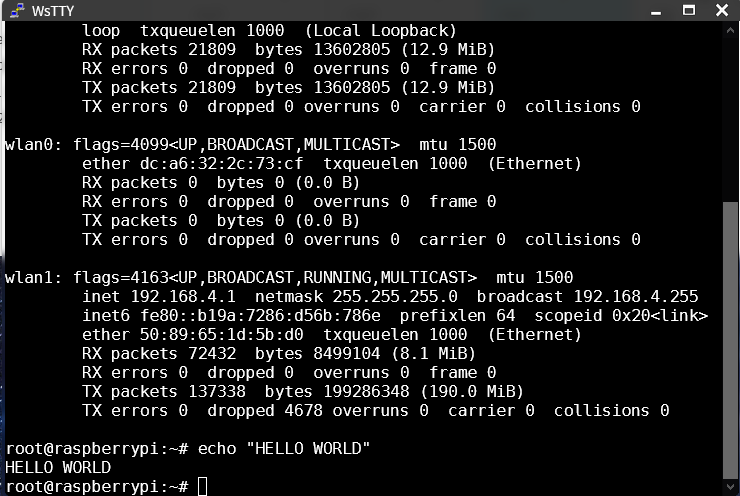 WsTTY
loop  txqueuelen 1000  (Local Loopback)
RX packets 21809  bytes 13602805 (12.9 MiB)
RX errors 0  dropped 0  overruns 0  frame 0
TX packets 21809  bytes 13602805 (12.9 MiB)
TX errors 0  dropped 0 overruns 0  carrier 0  collisions 0
wlan0: flags=4099<UP,BROADCAST,MULTICAST>  mtu 1500
ether dc:a6:32:2c:73:cf  txqueuelen 1000  (Ethernet)
RX packets 0  bytes 0 (0.0 B)
RX errors 0  dropped 0  overruns 0  frame 0
TX packets 0  bytes 0 (0.0 B)
TX errors 0  dropped 0 overruns 0  carrier 0  collisions 0
wlan1: flags=4163<UP,BROADCAST,RUNNING,MULTICAST>  mtu 1500
inet 192.168.4.1  netmask 255.255.255.0  broadcast 192.168.4.255
inet6 fe80::b19a:7286:d56b:786e  prefixlen 64  scopeid 0x20<link>
ether 50:89:65:1d:5b:d0  txqueuelen 1000  (Ethernet)
RX packets 72432  bytes 8499104 (8.1 MiB)
RX errors 0  dropped 0  overruns 0  frame 0
TX packets 137338  bytes 199286348 (190.0 MiB)
TX errors 0  dropped 4678 overruns 0  carrier 0  collisions 0
root@raspberrypi:~# echo "HELLO WORLD"
HELLO WORLD
root@raspberrypi:~#